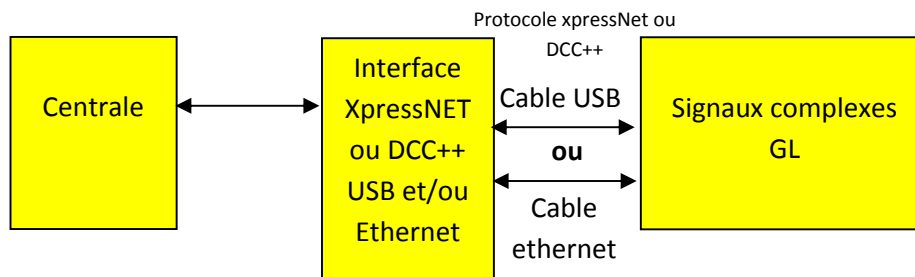 Protocole xpressNet ou
DCC++
Centrale
Interface
XpressNET
ou DCC++
USB et/ou
Ethernet
Cable USB
ou
Cable
ethernet
Signaux complexes
GL